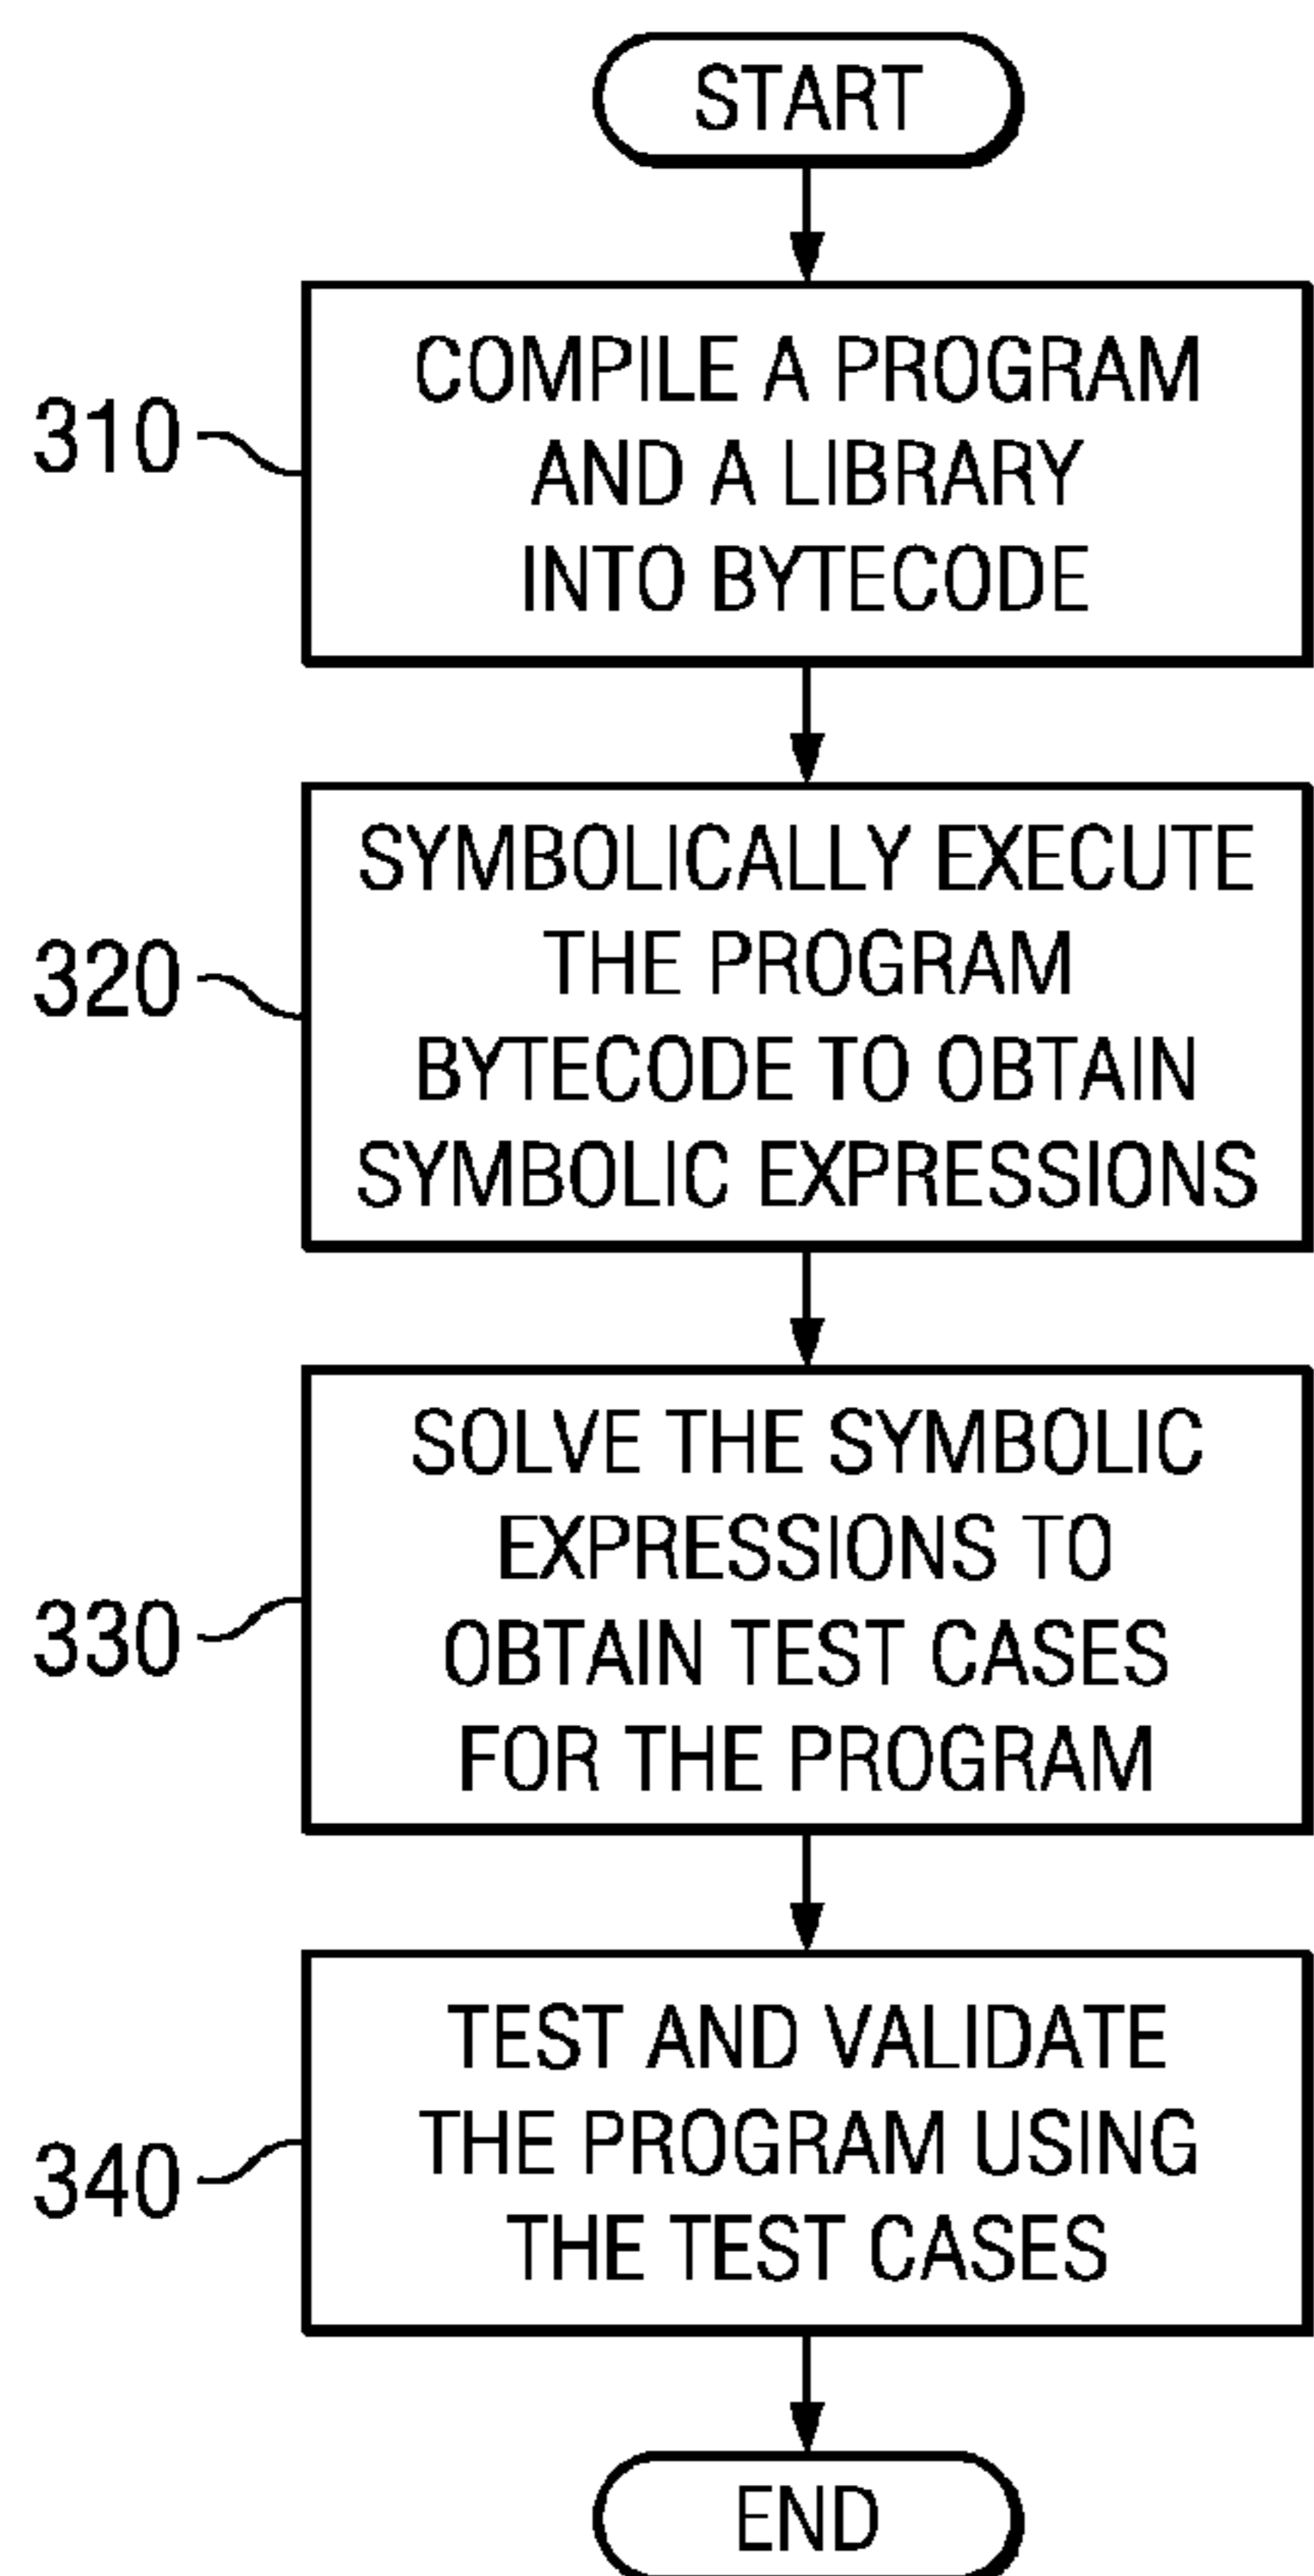 START
310
COMPILE A PROGRAM
AND A LIBRARY
INTO BYTECODE
320
SYMBOLICALLY EXECUTE
THE PROGRAM
BYTECODE TO OBTAIN
SYMBOLIC EXPRESSIONS
330
SOLVE THE SYMBOLIC
EXPRESSIONS TO
OBTAIN TEST CASES
FOR THE PROGRAM
340
TEST AND VALIDATE
THE PROGRAM USING
THE TEST CASES
END